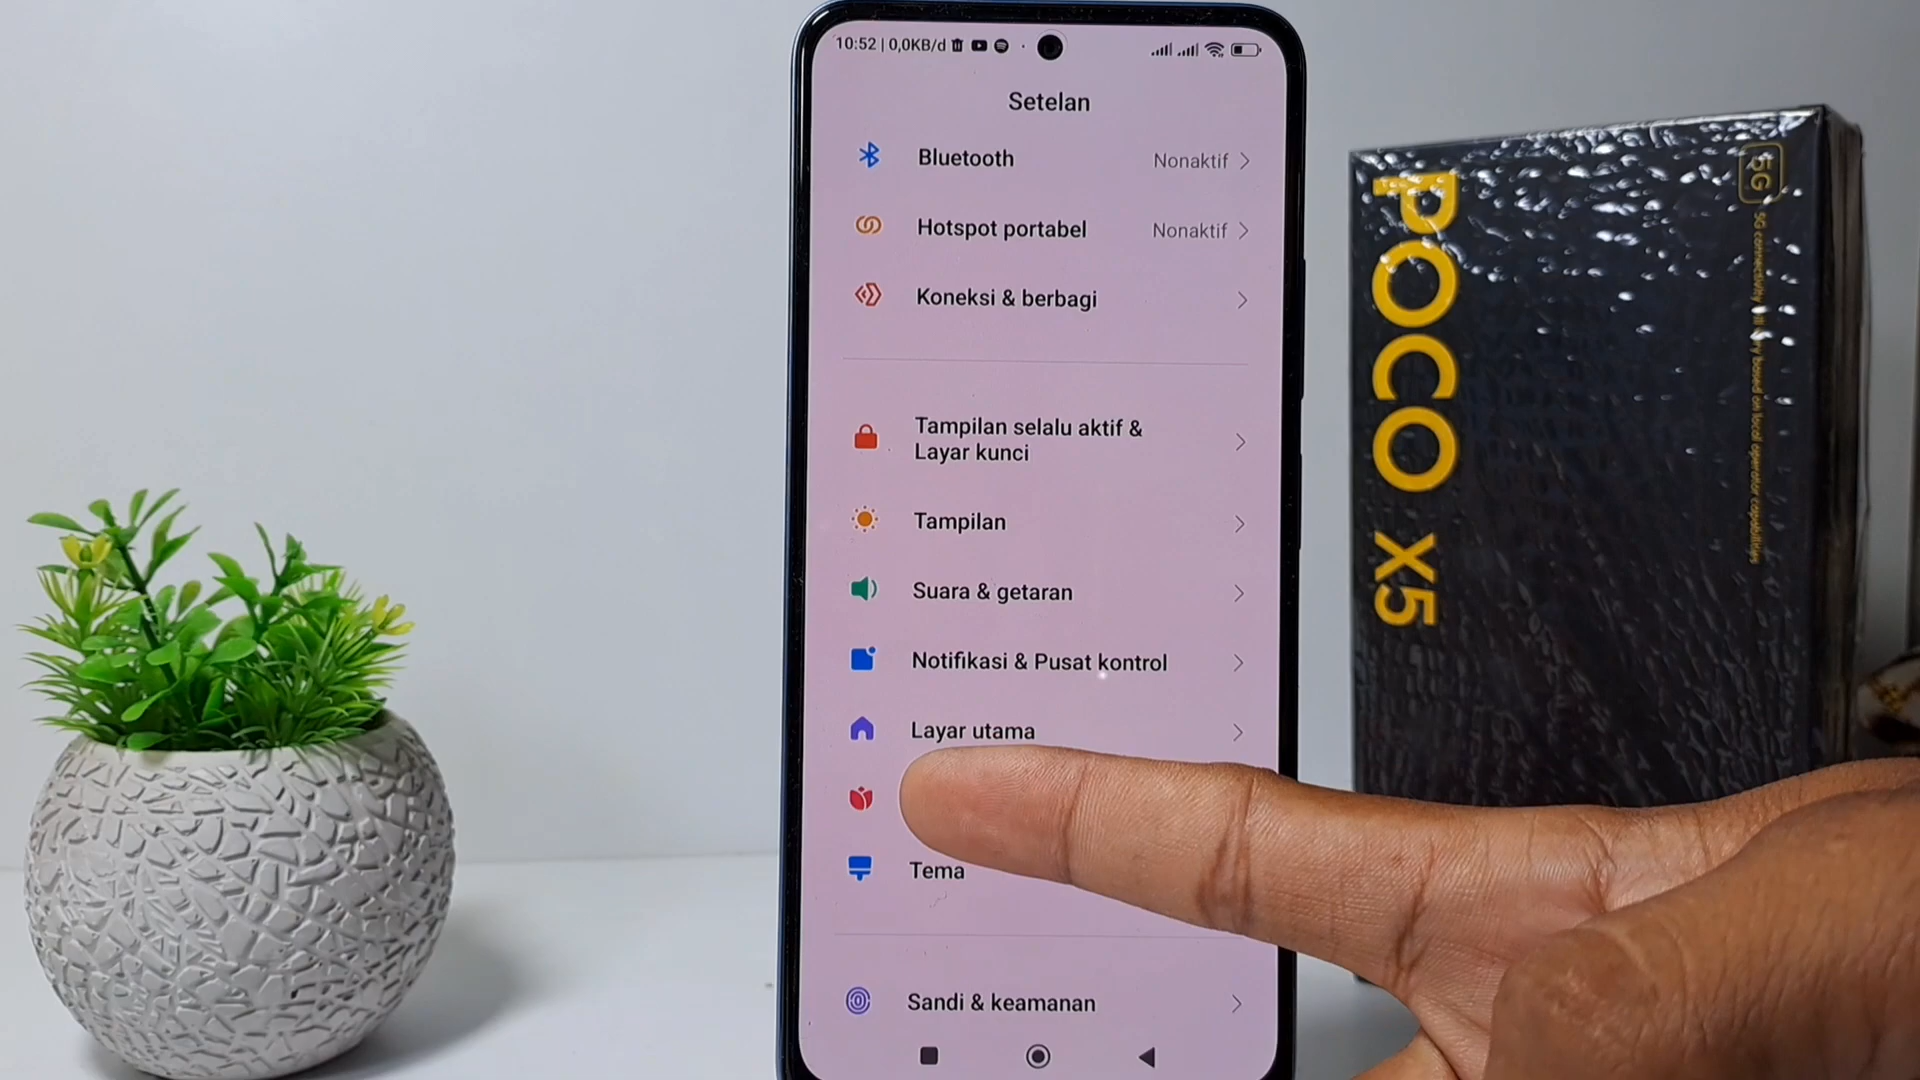 10:52 | 0,0KB/d
Setelan
Bluetooth
Nonaktif
Hotspot portabel
Nonaktif
Koneksi & berbagi
Tampilan selalu aktif &
Layar kunci
Tampilan
Suara & getaran
Notifikasi & Pusat kontrol
Layar utama
Tema
Sandi & keamanan
POCO X5
5G